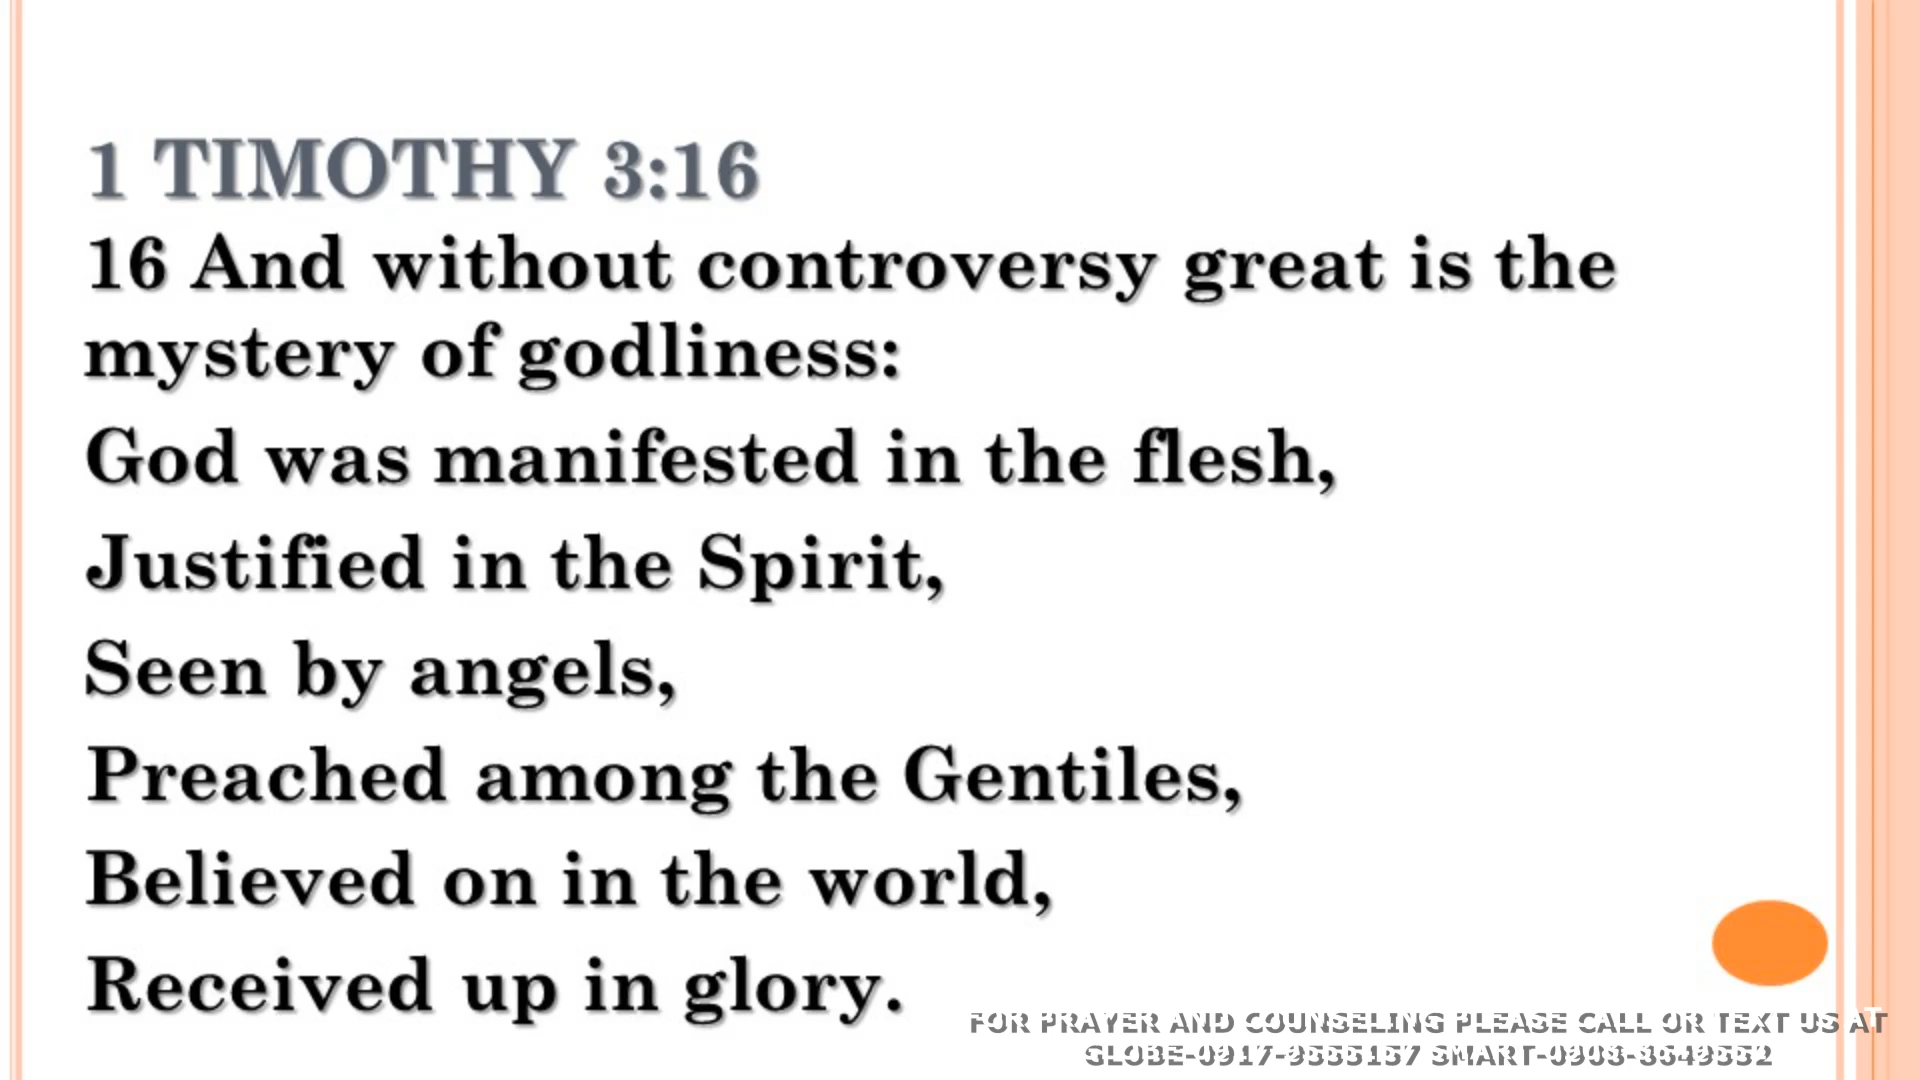 1 TIMOTHY 3:16
16 And without controversy great is the
mystery of godliness:
God was manifested in the flesh,
Justified in the Spirit,
Seen by angels,
Preached among the Gentiles,
Believed on in the world,
Received up in glory.
FOR PRAYER AND COUNSELING PLEASE CALL OR TEXT US AT